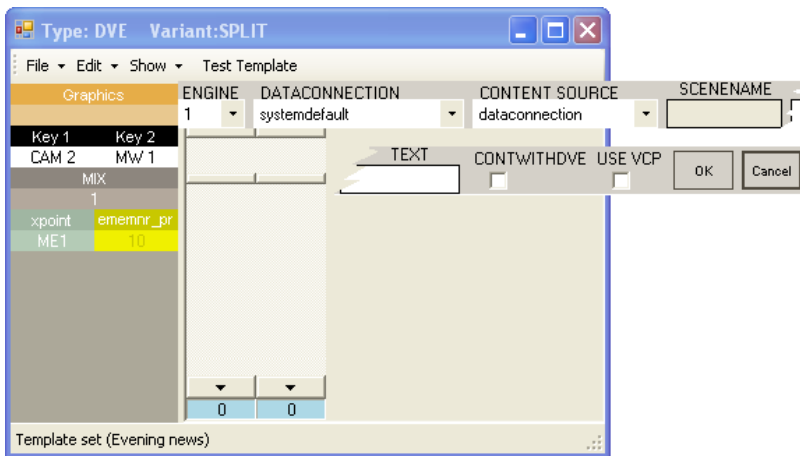 Type: DVE Variant:SPLIT
File Edit Show Test Template
Graphics
ENGINE DATACONNECTION CONTENT SOURCE SCENENAME
1 systemdefault dataconnection
Key 1 Key 2
CAM 2 MW 1
TEXT CONTWITHDVE USE VCP OK Cancel
MIX
1
xpoint ememnr_pr
ME1 10
0 0
Template set (Evening news)